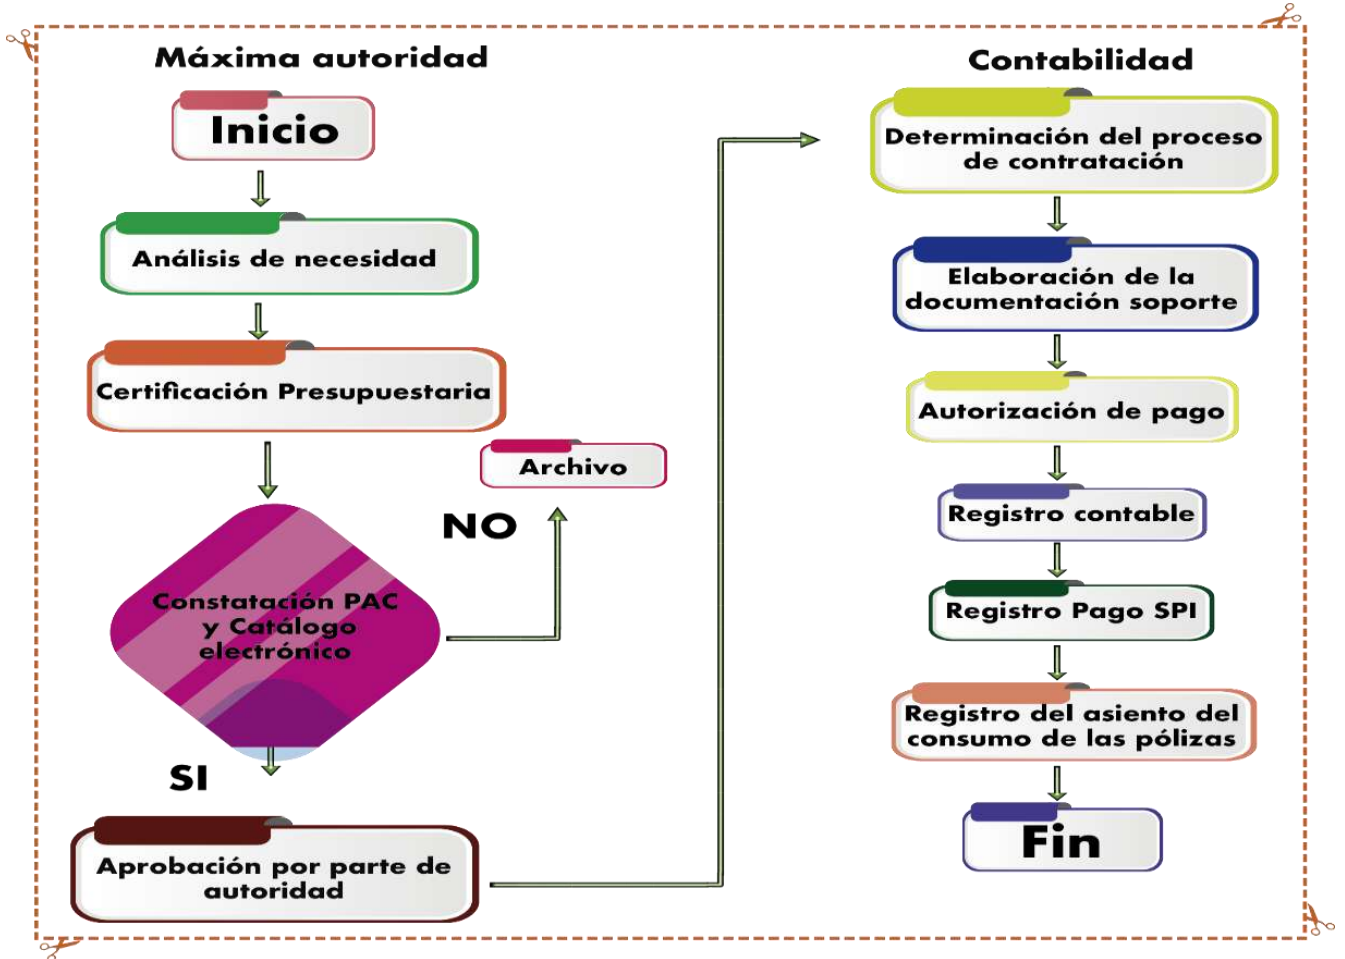 Máxima autoridad
Inicio
Análisis de necesidad
Certificación Presupuestaria
Archivo
NO
Constatación PAC
y Catálogo
electrónico
SI
Aprobación por parte de
autoridad
Contabilidad
Determinación del proceso
de contratación
Elaboración de la
documentación soporte
Autorización de pago
Registro contable
Registro Pago SPI
Registro del asiento del
consumo de las pólizas
Fin